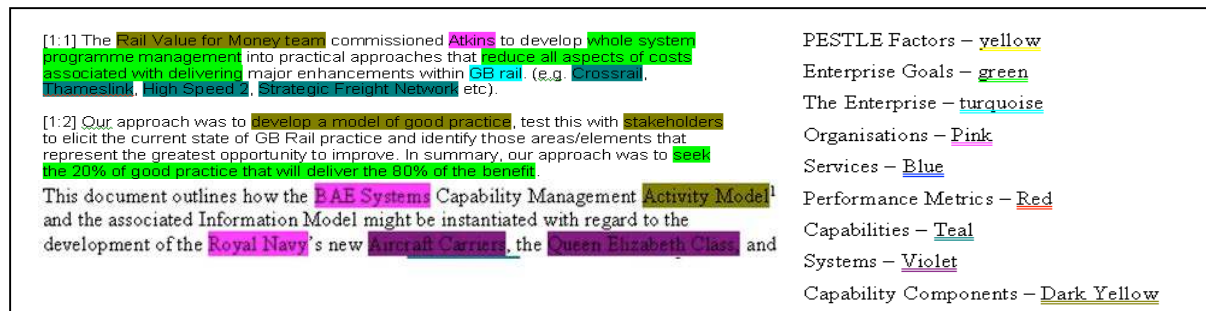 [1:1] The Rail Value for Money team commissioned Atkins to develop whole system
programme management into practical approaches that reduce all aspects of costs
associated with delivering major enhancements within GB rail. (e.g. Crossrail,
Thameslink, High Speed 2, Strategic Freight Network etc).
[1:2] Our approach was to develop a model of good practice, test this with stakeholders
to elicit the current state of GB Rail practice and identify those areas/elements that
represent the greatest opportunity to improve. In summary, our approach was to seek
the 20% of good practice that will deliver the 80% of the benefit.
This document outlines how the BAE Systems Capability Management Activity Model¹
and the associated Information Model might be instantiated with regard to the
development of the Royal Navy's new Aircraft Carriers, the Queen Elizabeth Class, and
PESTLE Factors – yellow
Enterprise Goals – green
The Enterprise – turquoise
Organisations – Pink
Services – Blue
Performance Metrics – Red
Capabilities – Teal
Systems – Violet
Capability Components – Dark Yellow